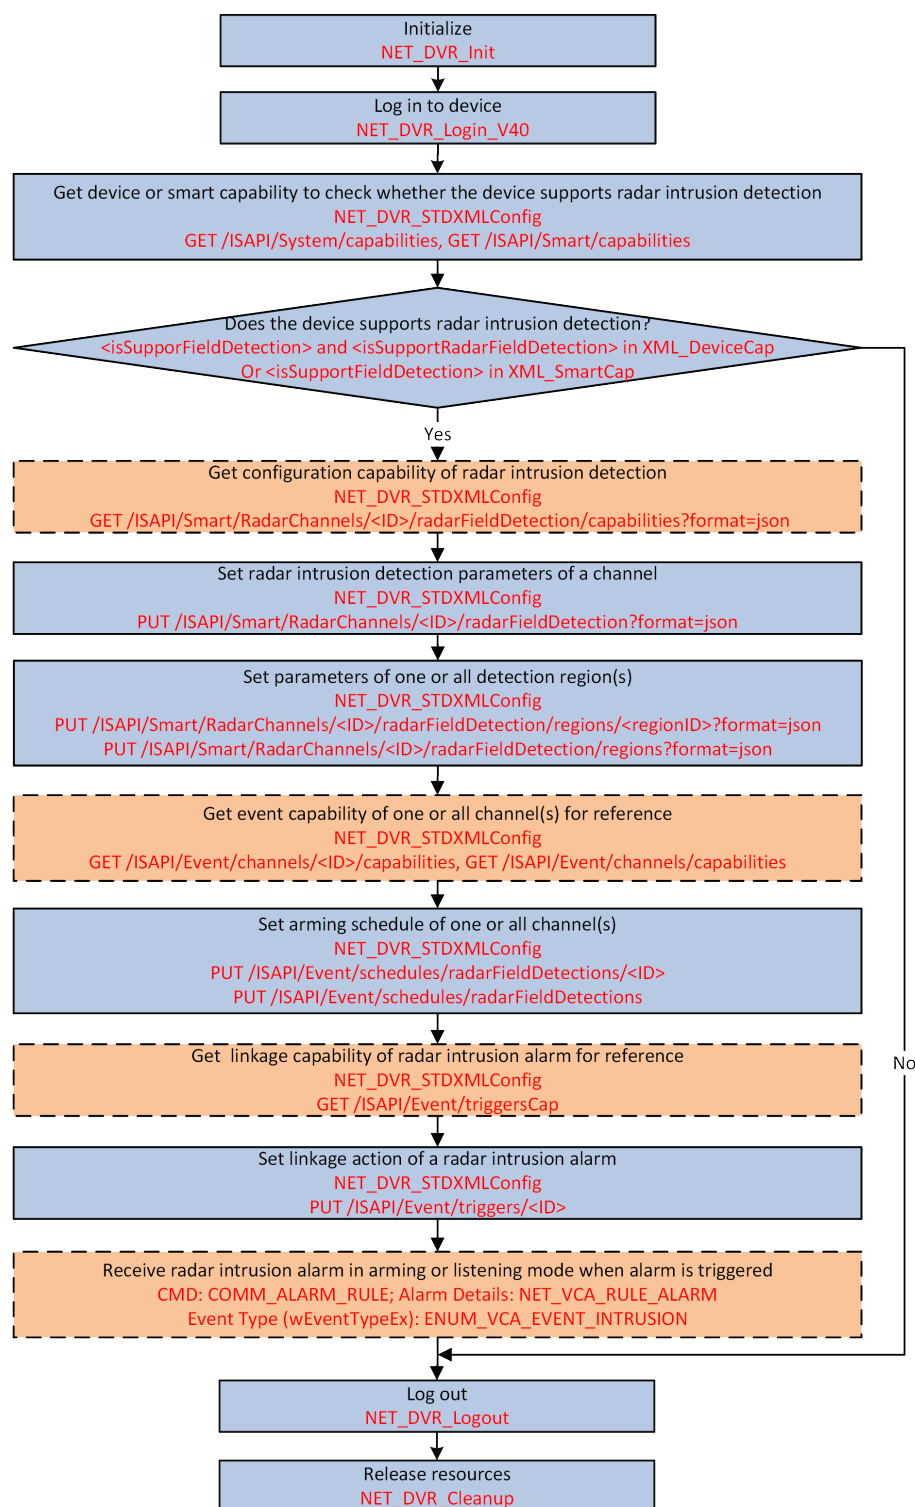 Initialize
NET_DVR_Init
Log in to device
NET_DVR_Login_V40
Get device or smart capability to check whether the device supports radar intrusion detection
NET_DVR_STDXMLConfig
GET /ISAPI/System/capabilities, GET /ISAPI/Smart/capabilities
Does the device supports radar intrusion detection?
<isSupporFieldDetection> and <isSupportRadarFieldDetection> in XML_DeviceCap
Or <isSupportFieldDetection> in XML_SmartCap
Yes
Get configuration capability of radar intrusion detection
NET_DVR_STDXMLConfig
GET /ISAPI/Smart/RadarChannels/<ID>/radarFieldDetection/capabilities?format=json
Set radar intrusion detection parameters of a channel
NET_DVR_STDXMLConfig
PUT /ISAPI/Smart/RadarChannels/<ID>/radarFieldDetection?format=json
Set parameters of one or all detection region(s)
NET_DVR_STDXMLConfig
PUT /ISAPI/Smart/RadarChannels/<ID>/radarFieldDetection/regions/<regionID>?format=json
PUT /ISAPI/Smart/RadarChannels/<ID>/radarFieldDetection/regions?format=json
Get event capability of one or all channel(s) for reference
NET_DVR_STDXMLConfig
GET /ISAPI/Event/channels/<ID>/capabilities, GET /ISAPI/Event/channels/capabilities
Set arming schedule of one or all channel(s)
NET_DVR_STDXMLConfig
PUT /ISAPI/Event/schedules/radarFieldDetections/<ID>
PUT /ISAPI/Event/schedules/radarFieldDetections
Get  linkage capability of radar intrusion alarm for reference
NET_DVR_STDXMLConfig
GET /ISAPI/Event/triggersCap
No
Set linkage action of a radar intrusion alarm
NET_DVR_STDXMLConfig
PUT /ISAPI/Event/triggers/<ID>
Receive radar intrusion alarm in arming or listening mode when alarm is triggered
CMD: COMM_ALARM_RULE; Alarm Details: NET_VCA_RULE_ALARM
Event Type (wEventTypeEx): ENUM_VCA_EVENT_INTRUSION
Log out
NET_DVR_Logout
Release resources
NET_DVR_Cleanup